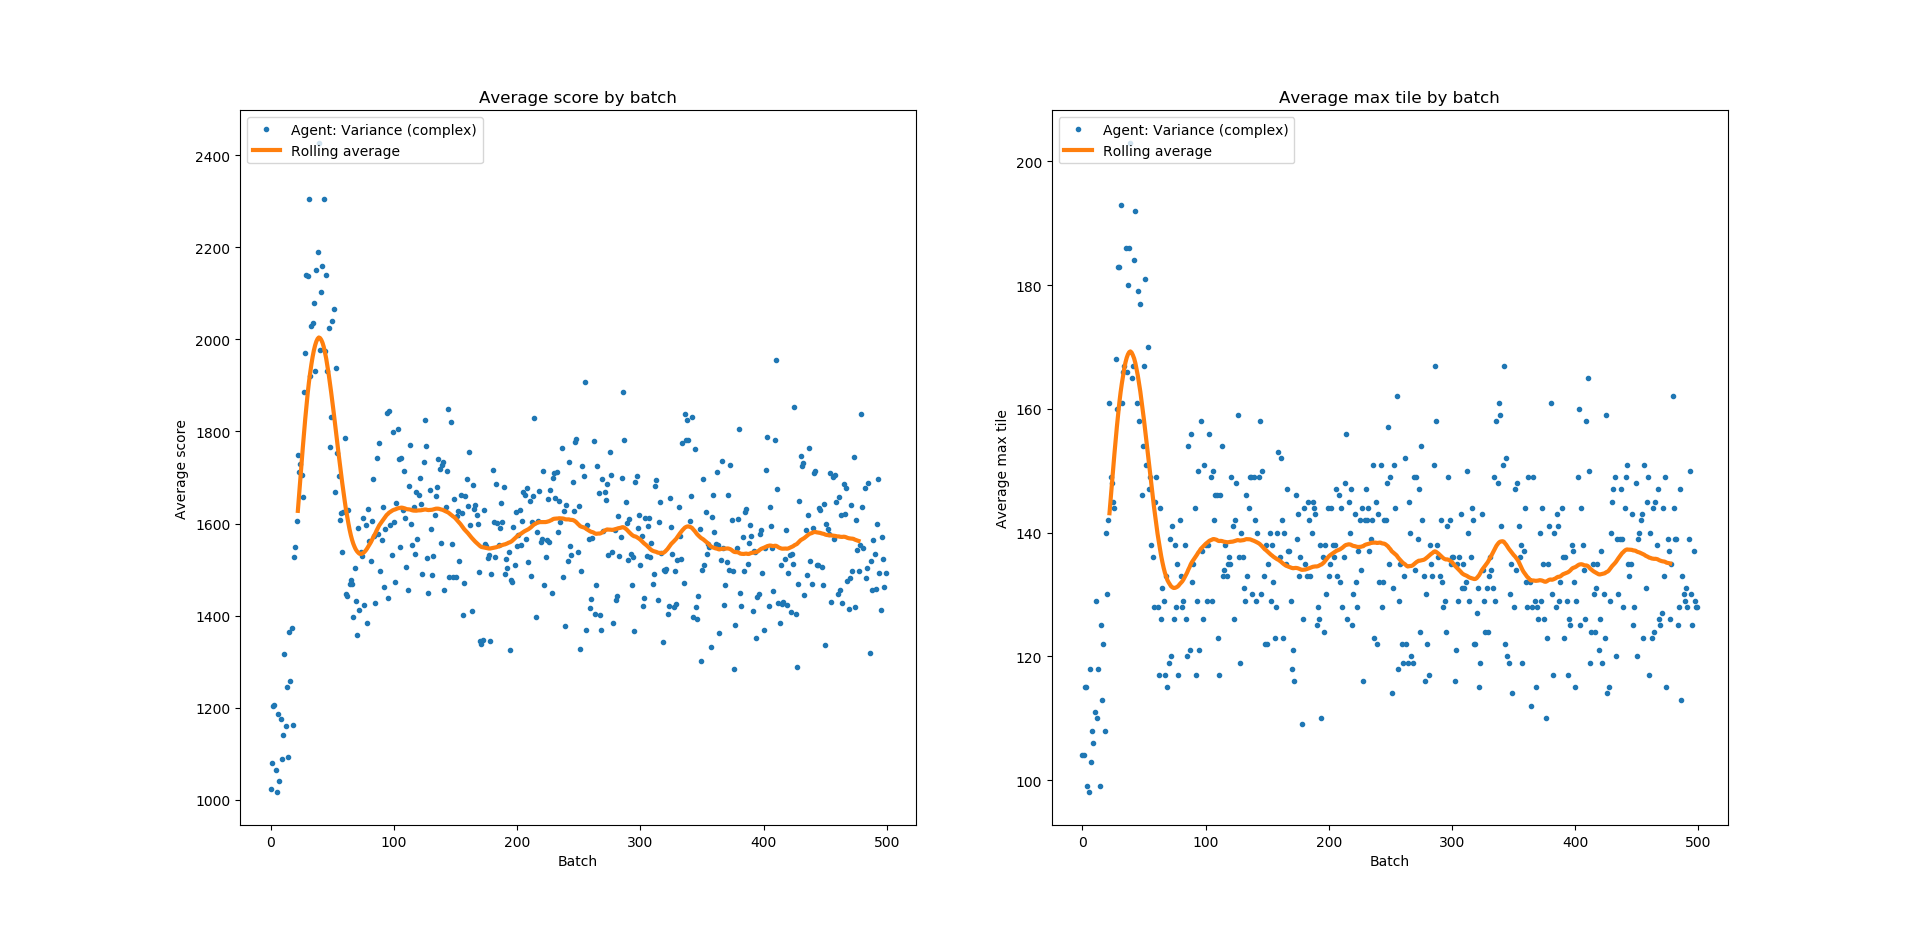 Average score by batch
Agent: Variance (complex)
Rolling average
2400
2200
2000
1800
1600
1400
1200
1000
Average score
0 100 200 300 400 500
Batch
Average max tile by batch
Agent: Variance (complex)
Rolling average
200
180
160
140
120
100
Average max tile
0 100 200 300 400 500
Batch